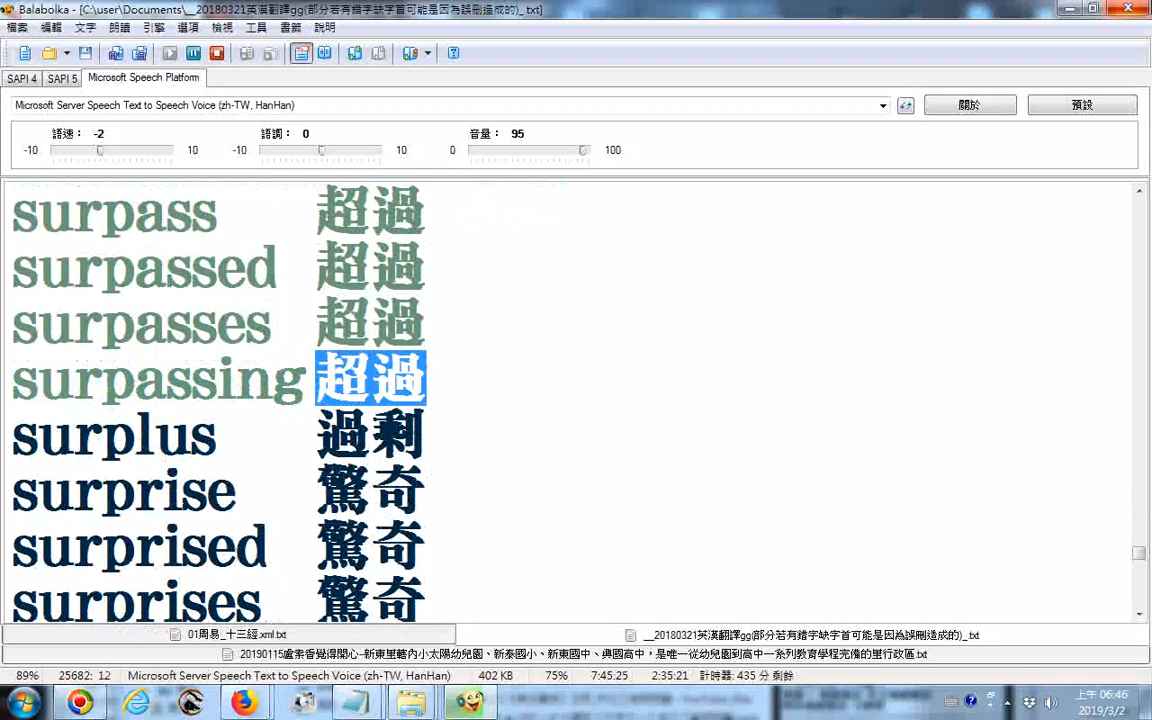 Balabolka - [C:\user\Documents\__20180321英漢翻譯gg(部分若有錯字缺字首可能是因為誤刪造成的)_.txt]
檔案 編輯 文字 朗讀 引擎 選項 檢視 工具 書籤 說明
SAPI 4 SAPI 5 Microsoft Speech Platform
Microsoft Server Speech Text to Speech Voice (zh-TW, HanHan) 關於 預設
語速： -2 語調： 0 音量： 95
-10 10 -10 10 0 100
surpass 超過
surpassed 超過
surpasses 超過
surpassing 超過
surplus 過剩
surprise 驚奇
surprised 驚奇
surprises 驚奇
01周易_十三經.xml.txt __20180321英漢翻譯gg(部分若有錯字缺字首可能是因為誤刪造成的)_.txt
20190115盧素香覺得開心--新東里轄內小太陽幼兒園、新泰國小、新東國中、典國高中，是唯一從幼兒園到高中一系列教育學程完備的里行政區.txt
89% 25682: 12 Microsoft Server Speech Text to Speech Voice (zh-TW, HanHan) 402 KB 75% 7:45:25 2:35:21 計時器: 435 分 剩餘
上午 06:46
2019/3/2